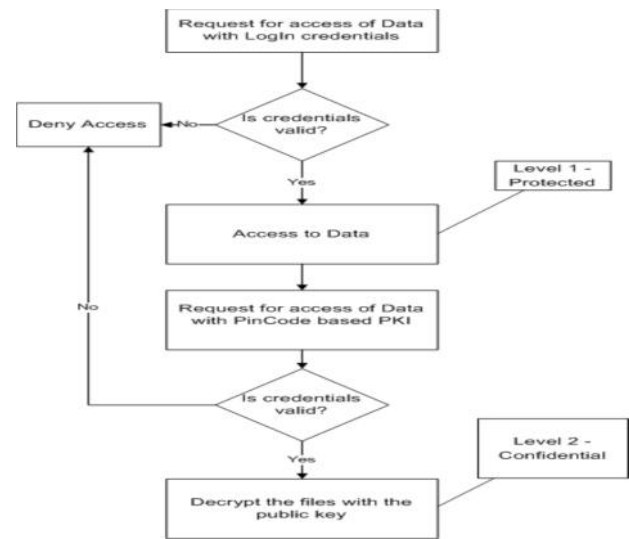 Request for access of Data
with LogIn credentials
Is credentials
valid?
No
Deny Access
Yes
Level 1 -
Protected
Access to Data
Request for access of Data
with PinCode based PKI
No
Is credentials
valid?
Yes
Level 2 -
Confidential
Decrypt the files with the
public key